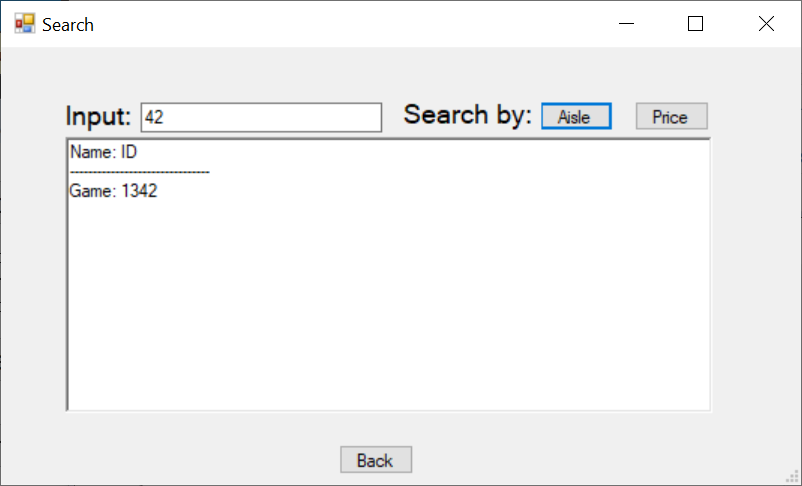 Search
Input: 42 Search by: Aisle Price
Name: ID
-------------------------------
Game: 1342
Back